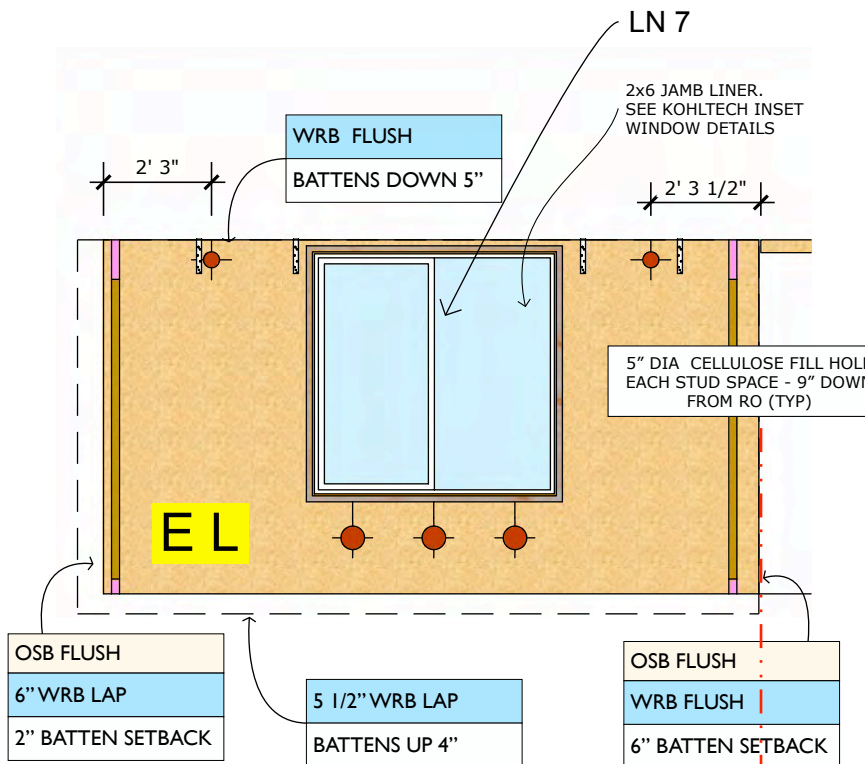 LN 7
2x6 JAMB LINER.
SEE KOHLTECH INSET
WINDOW DETAILS
WRB FLUSH
BATTENS DOWN 5”
2' 3"
2' 3 1/2"
5” DIA CELLULOSE FILL HOLE
EACH STUD SPACE - 9” DOWN
FROM RO (TYP)
E L
OSB FLUSH
6” WRB LAP
2” BATTEN SETBACK
5 1/2” WRB LAP
BATTENS UP 4”
OSB FLUSH
WRB FLUSH
6” BATTEN SETBACK